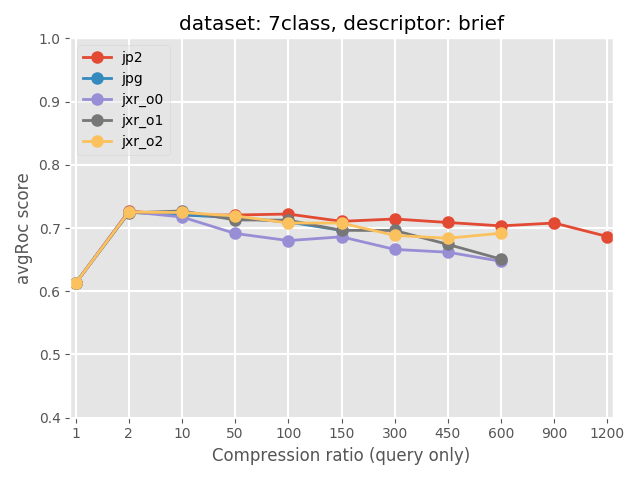 dataset: 7class, descriptor: brief
jp2
jpg
jxr_o0
jxr_o1
jxr_o2
1.0
0.9
0.8
0.7
0.6
0.5
0.4
avgRoc score
1 2 10 50 100 150 300 450 600 900 1200
Compression ratio (query only)